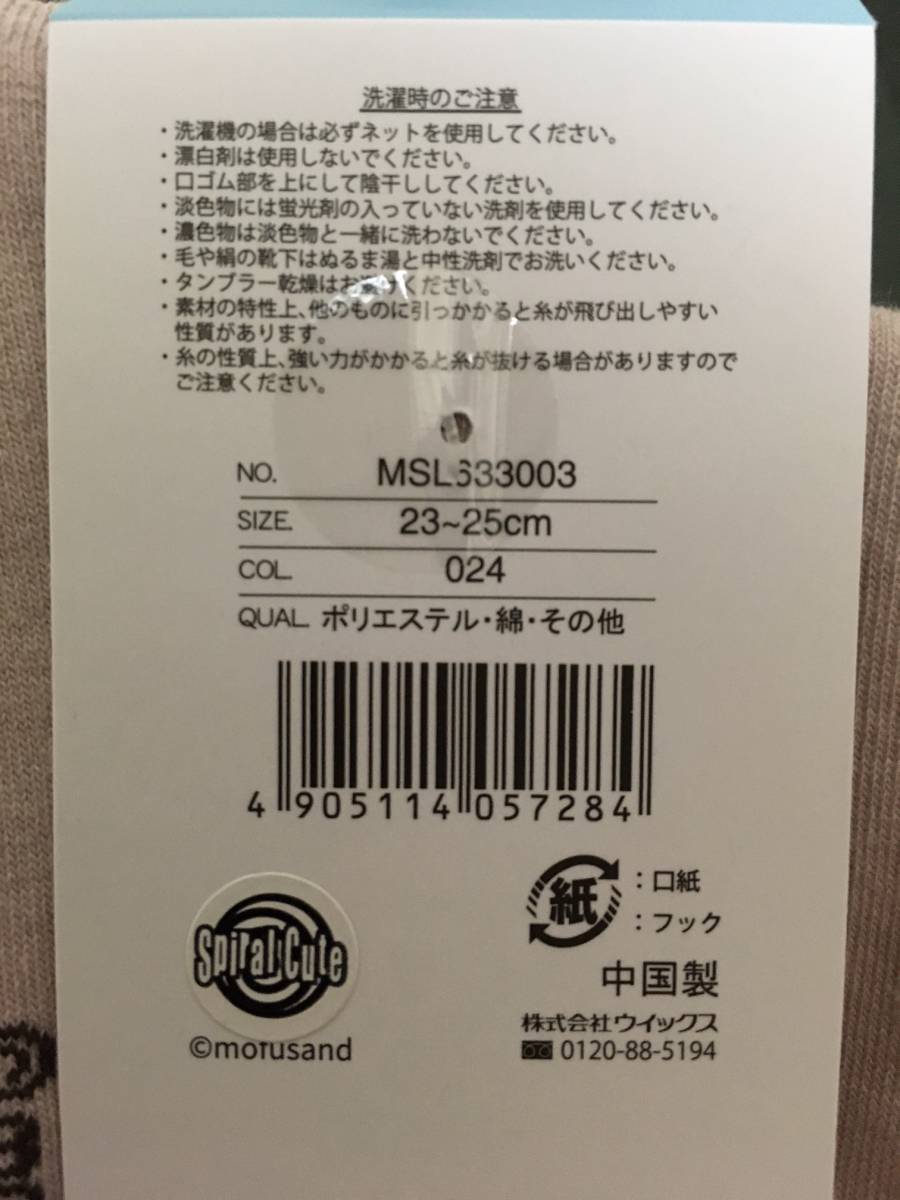 洗濯時のご注意
・洗濯機の場合は必ずネットを使用してください。
・漂白剤は使用しないでください。
・口ゴム部を上にして陰干ししてください。
・淡色物には蛍光剤の入っていない洗剤を使用してください。
・濃色物は淡色物と一緒に洗わないでください。
・毛や絹の靴下はぬるま湯と中性洗剤でお洗いください。
・タンブラー乾燥はお避けください。
・素材の特性上、他のものに引っかかると糸が飛び出しやすい
性質があります。
・糸の性質上、強い力がかかると糸が抜ける場合がありますので
ご注意ください。
NO. MSL633003
SIZE. 23~25cm
COL. 024
QUAL. ポリエステル・綿・その他
4 905114 057284
紙
：口紙
：フック
Spiral Cute
中国製
株式会社ウイックス
©mofusand
0120-88-5194